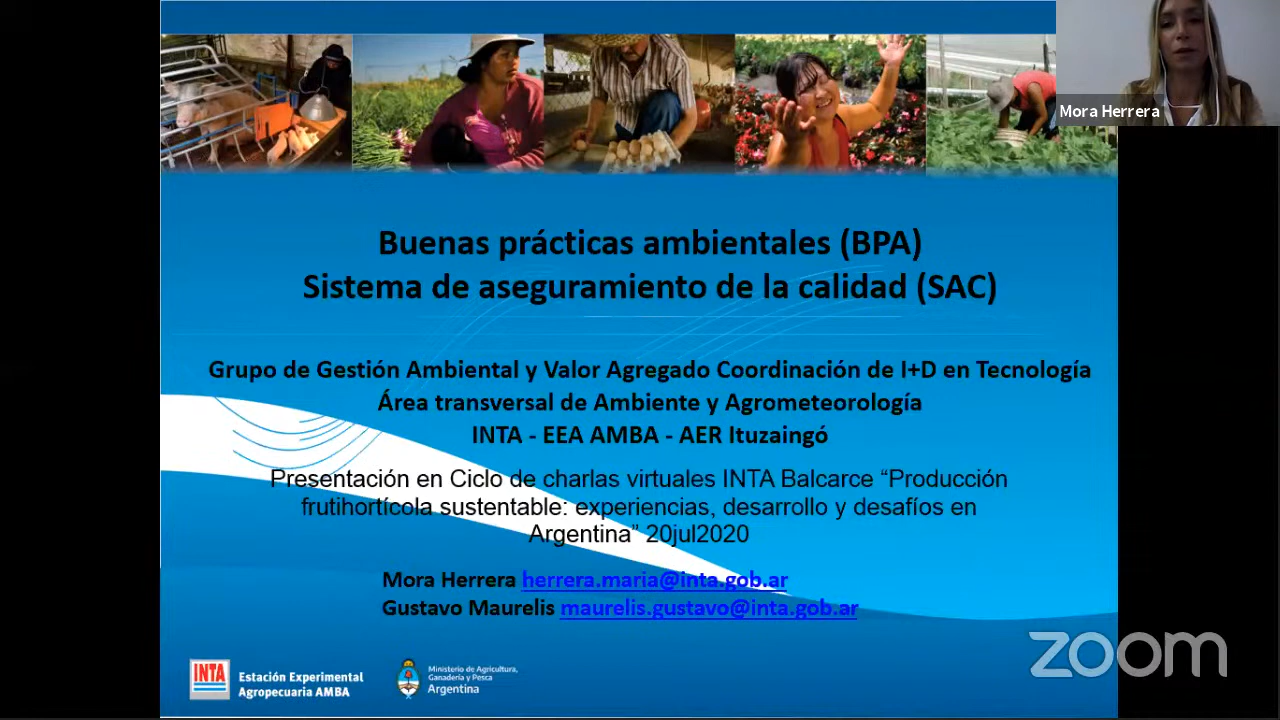 Mora Herrera
Buenas prácticas ambientales (BPA)
Sistema de aseguramiento de la calidad (SAC)
Grupo de Gestión Ambiental y Valor Agregado Coordinación de I+D en Tecnología
Área transversal de Ambiente y Agrometeorología
INTA - EEA AMBA - AER Ituzaingó
Presentación en Ciclo de charlas virtuales INTA Balcarce “Producción
frutihortícola sustentable: experiencias, desarrollo y desafíos en
Argentina” 20jul2020
Mora Herrera herrera.maria@inta.gob.ar
Gustavo Maurelis maurelis.gustavo@inta.gob.ar
INTA
Estación Experimental
Agropecuaria AMBA
Ministerio de Agricultura,
Ganadería y Pesca
Argentina
zoom